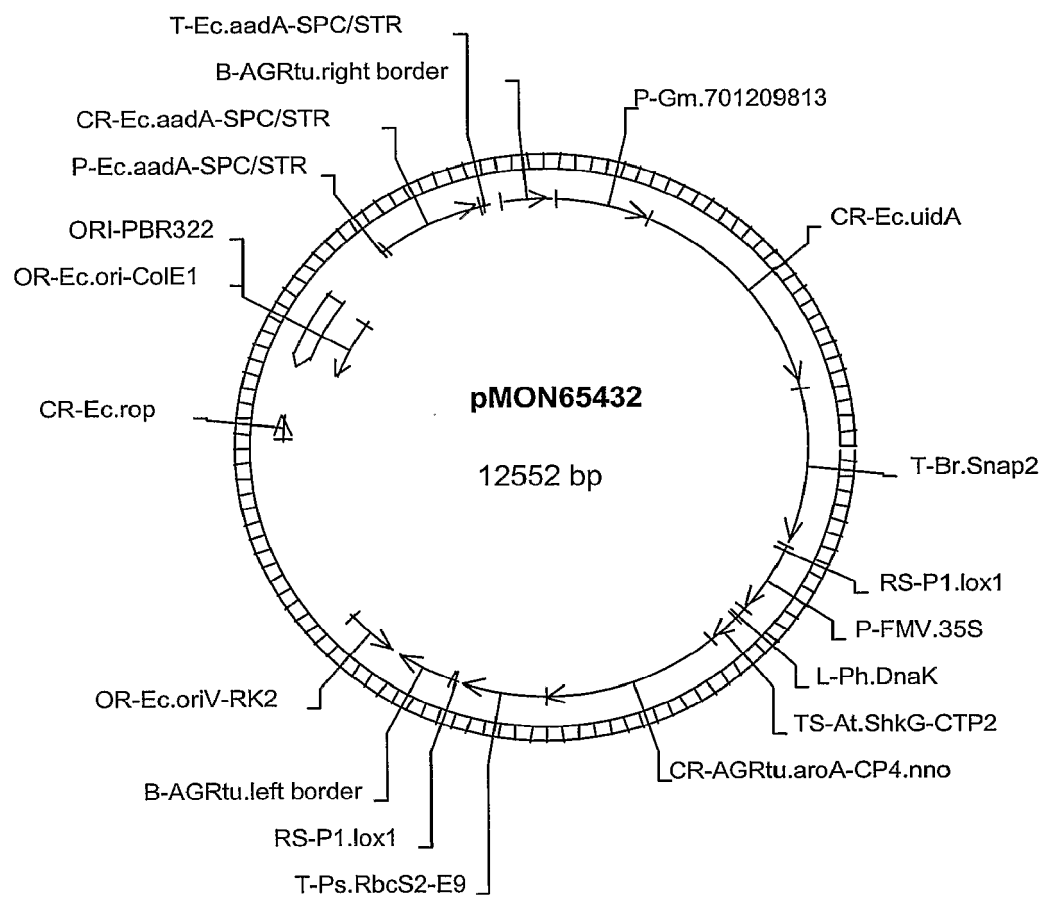 T-Ec.aadA-SPC/STR
B-AGRtu.right border
P-Gm.701209813
CR-Ec.aadA-SPC/STR
P-Ec.aadA-SPC/STR
CR-Ec.uidA
ORI-PBR322
OR-Ec.ori-ColE1
pMON65432
CR-Ec.rop
12552 bp
T-Br.Snap2
RS-P1.lox1
P-FMV.35S
L-Ph.DnaK
OR-Ec.oriV-RK2
TS-At.ShkG-CTP2
CR-AGRtu.aroA-CP4.nno
B-AGRtu.left border
RS-P1.lox1
T-Ps.RbcS2-E9